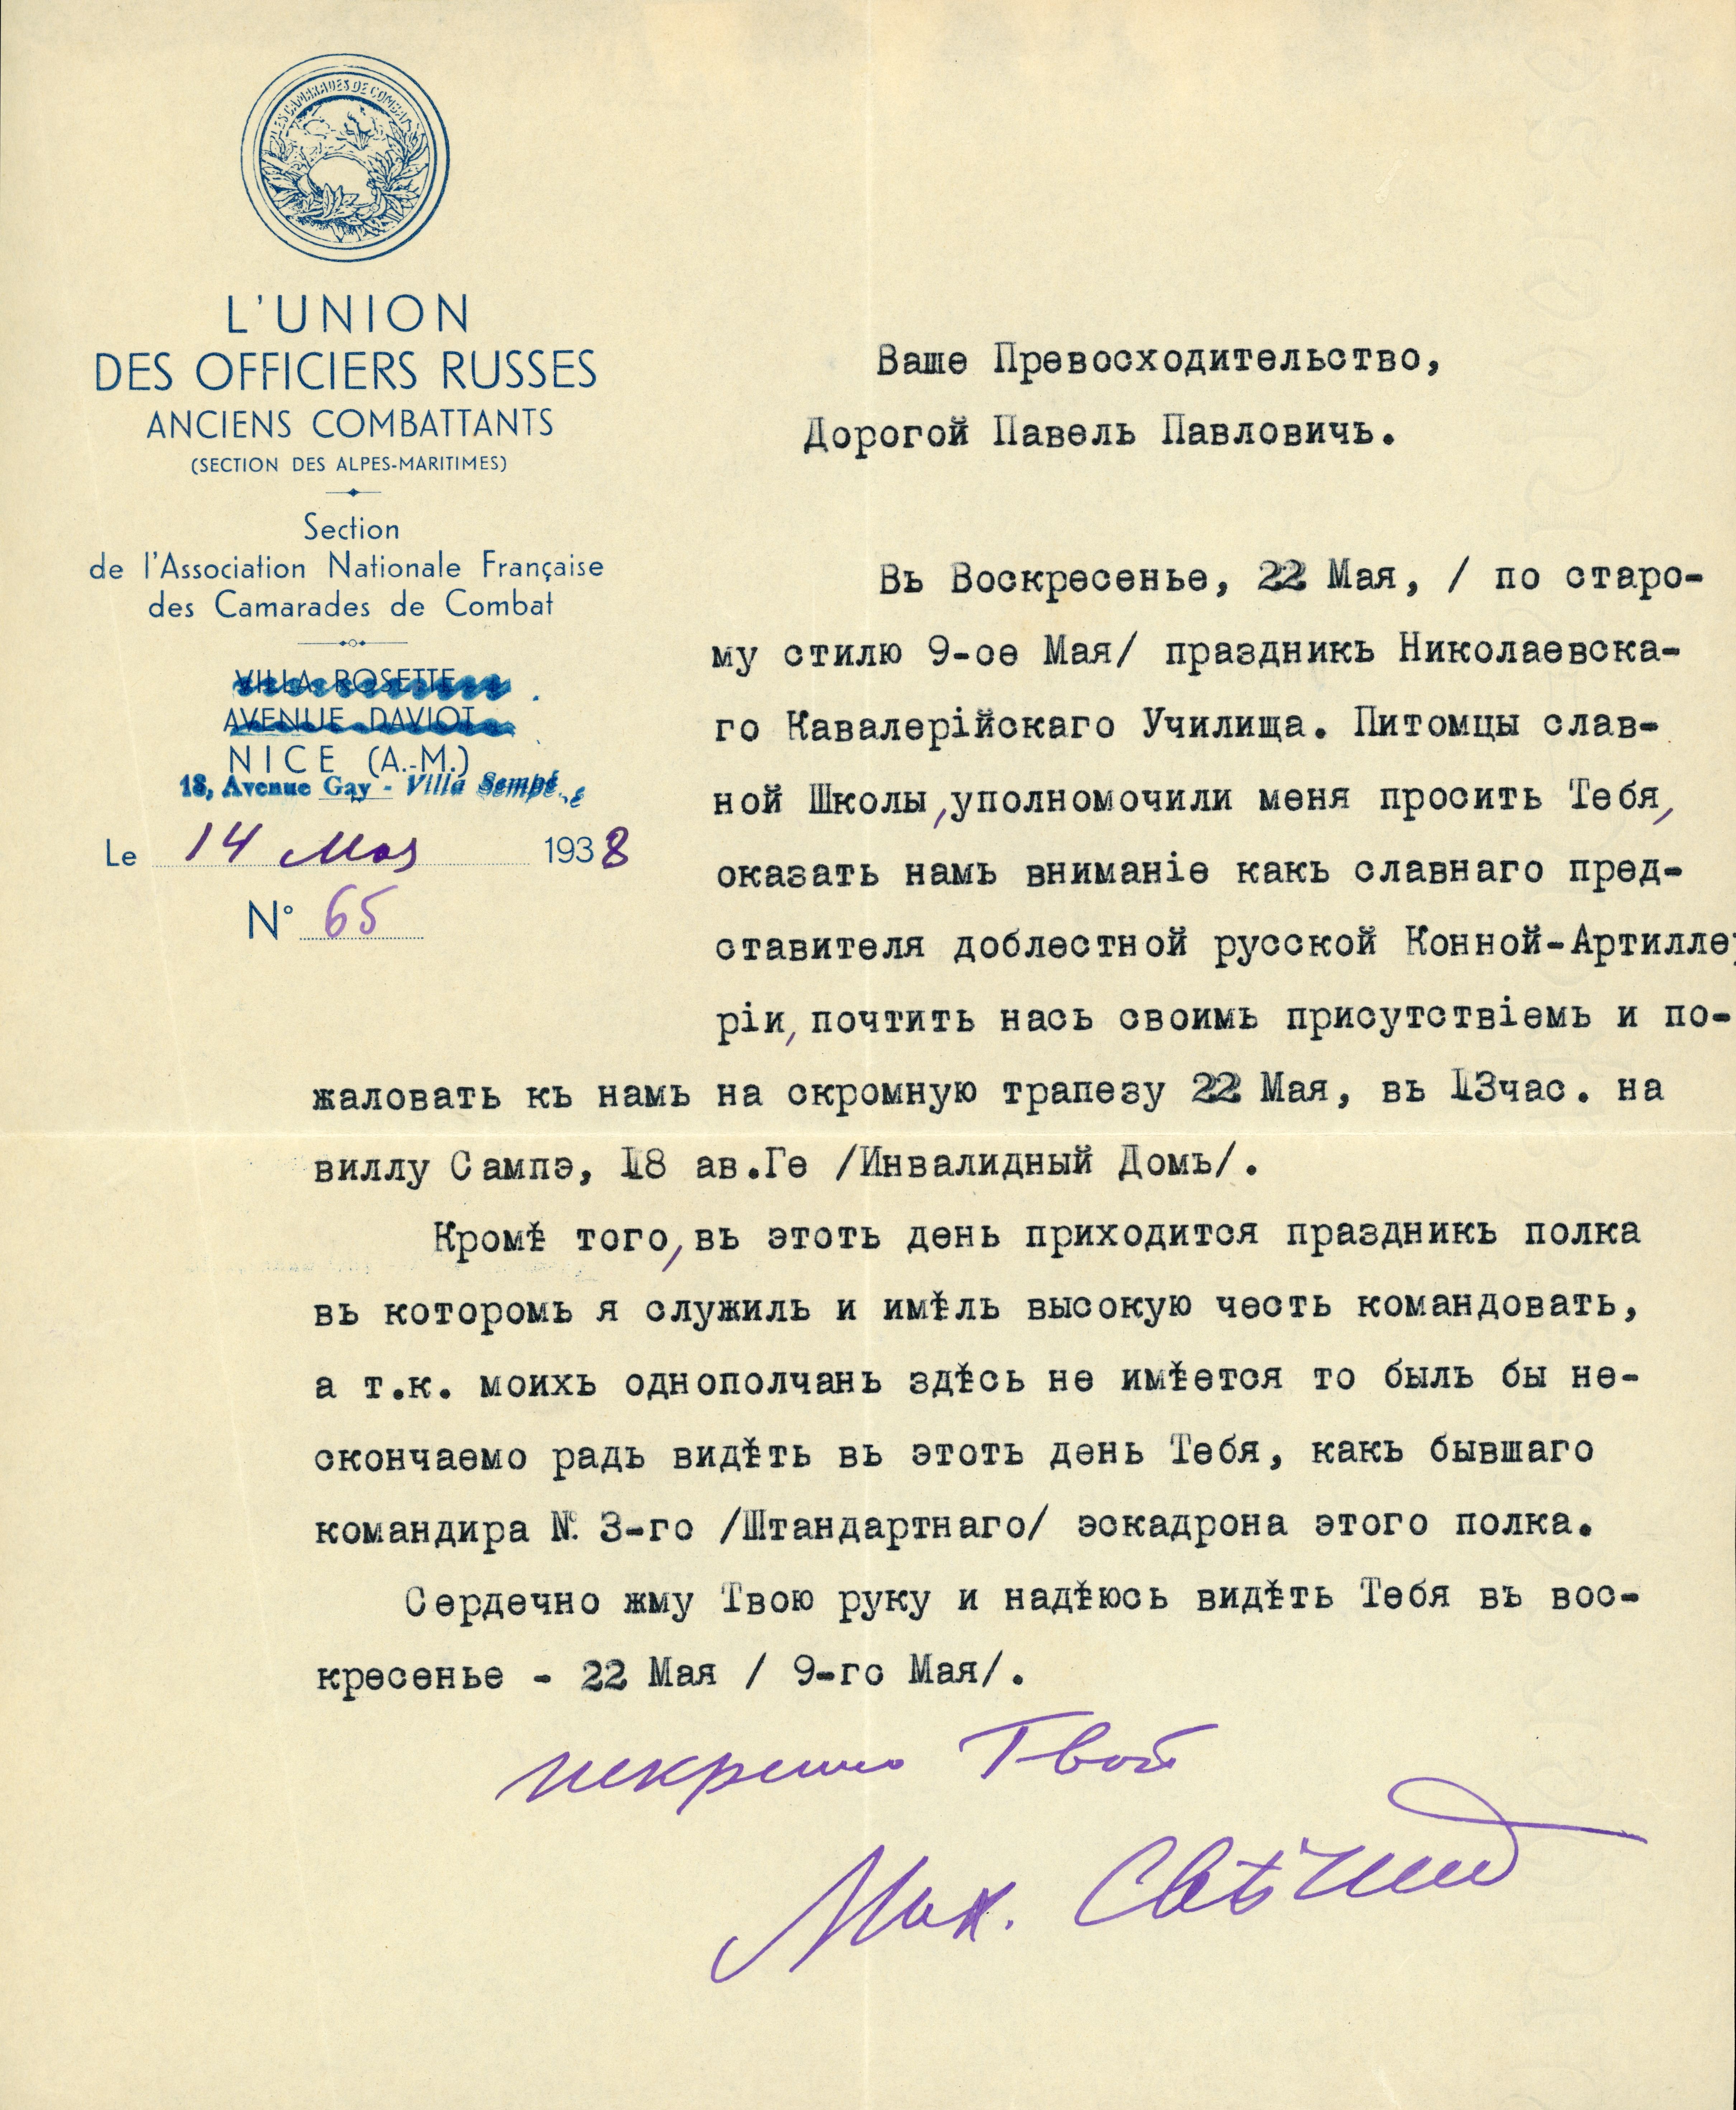 LES CAMARADES DE COMBAT
L'UNION
DES OFFICIERS RUSSES
ANCIENS COMBATTANTS
(SECTION DES ALPES-MARITIMES)
Section
de l'Association Nationale Française
des Camarades de Combat
VILLA ROSETTE
AVENUE DAVIOT
NICE (A.-M.)
18, Avenue Gay - Villa Sempé
Le 14 Мая 1938
N° 65
Ваше Превосходительство,
Дорогой Павелъ Павловичъ.
Въ Воскресенье, 22 Мая, / по старо-
му стилю 9-ое Мая/ праздникъ Николаевска-
го Кавалерійскаго Училища. Питомцы слав-
ной Школы, уполномочили меня просить Тебя,
оказать намъ вниманіе какъ славнаго пред-
ставителя доблестной русской Конной-Артилле-
ріи, почтить насъ своимъ присутствіемъ и по-
жаловать къ намъ на скромную трапезу 22 Мая, въ 13час. на
виллу Сампэ, 18 ав.Ге /Инвалидный Домъ/.
Кромѣ того, въ этотъ день приходится праздникъ полка
въ которомъ я служилъ и имѣлъ высокую честь командовать,
а т.к. моихъ однополчанъ здѣсь не имѣется то былъ бы не-
скончаемо радъ видѣть въ этотъ день Тебя, какъ бывшаго
командира №. 3-го /Штандартнаго/ эскадрона этого полка.
Сердечно жму Твою руку и надѣюсь видѣть Тебя въ вос-
кресенье - 22 Мая / 9-го Мая/.
искренно Твой
Мих. Свѣчинъ